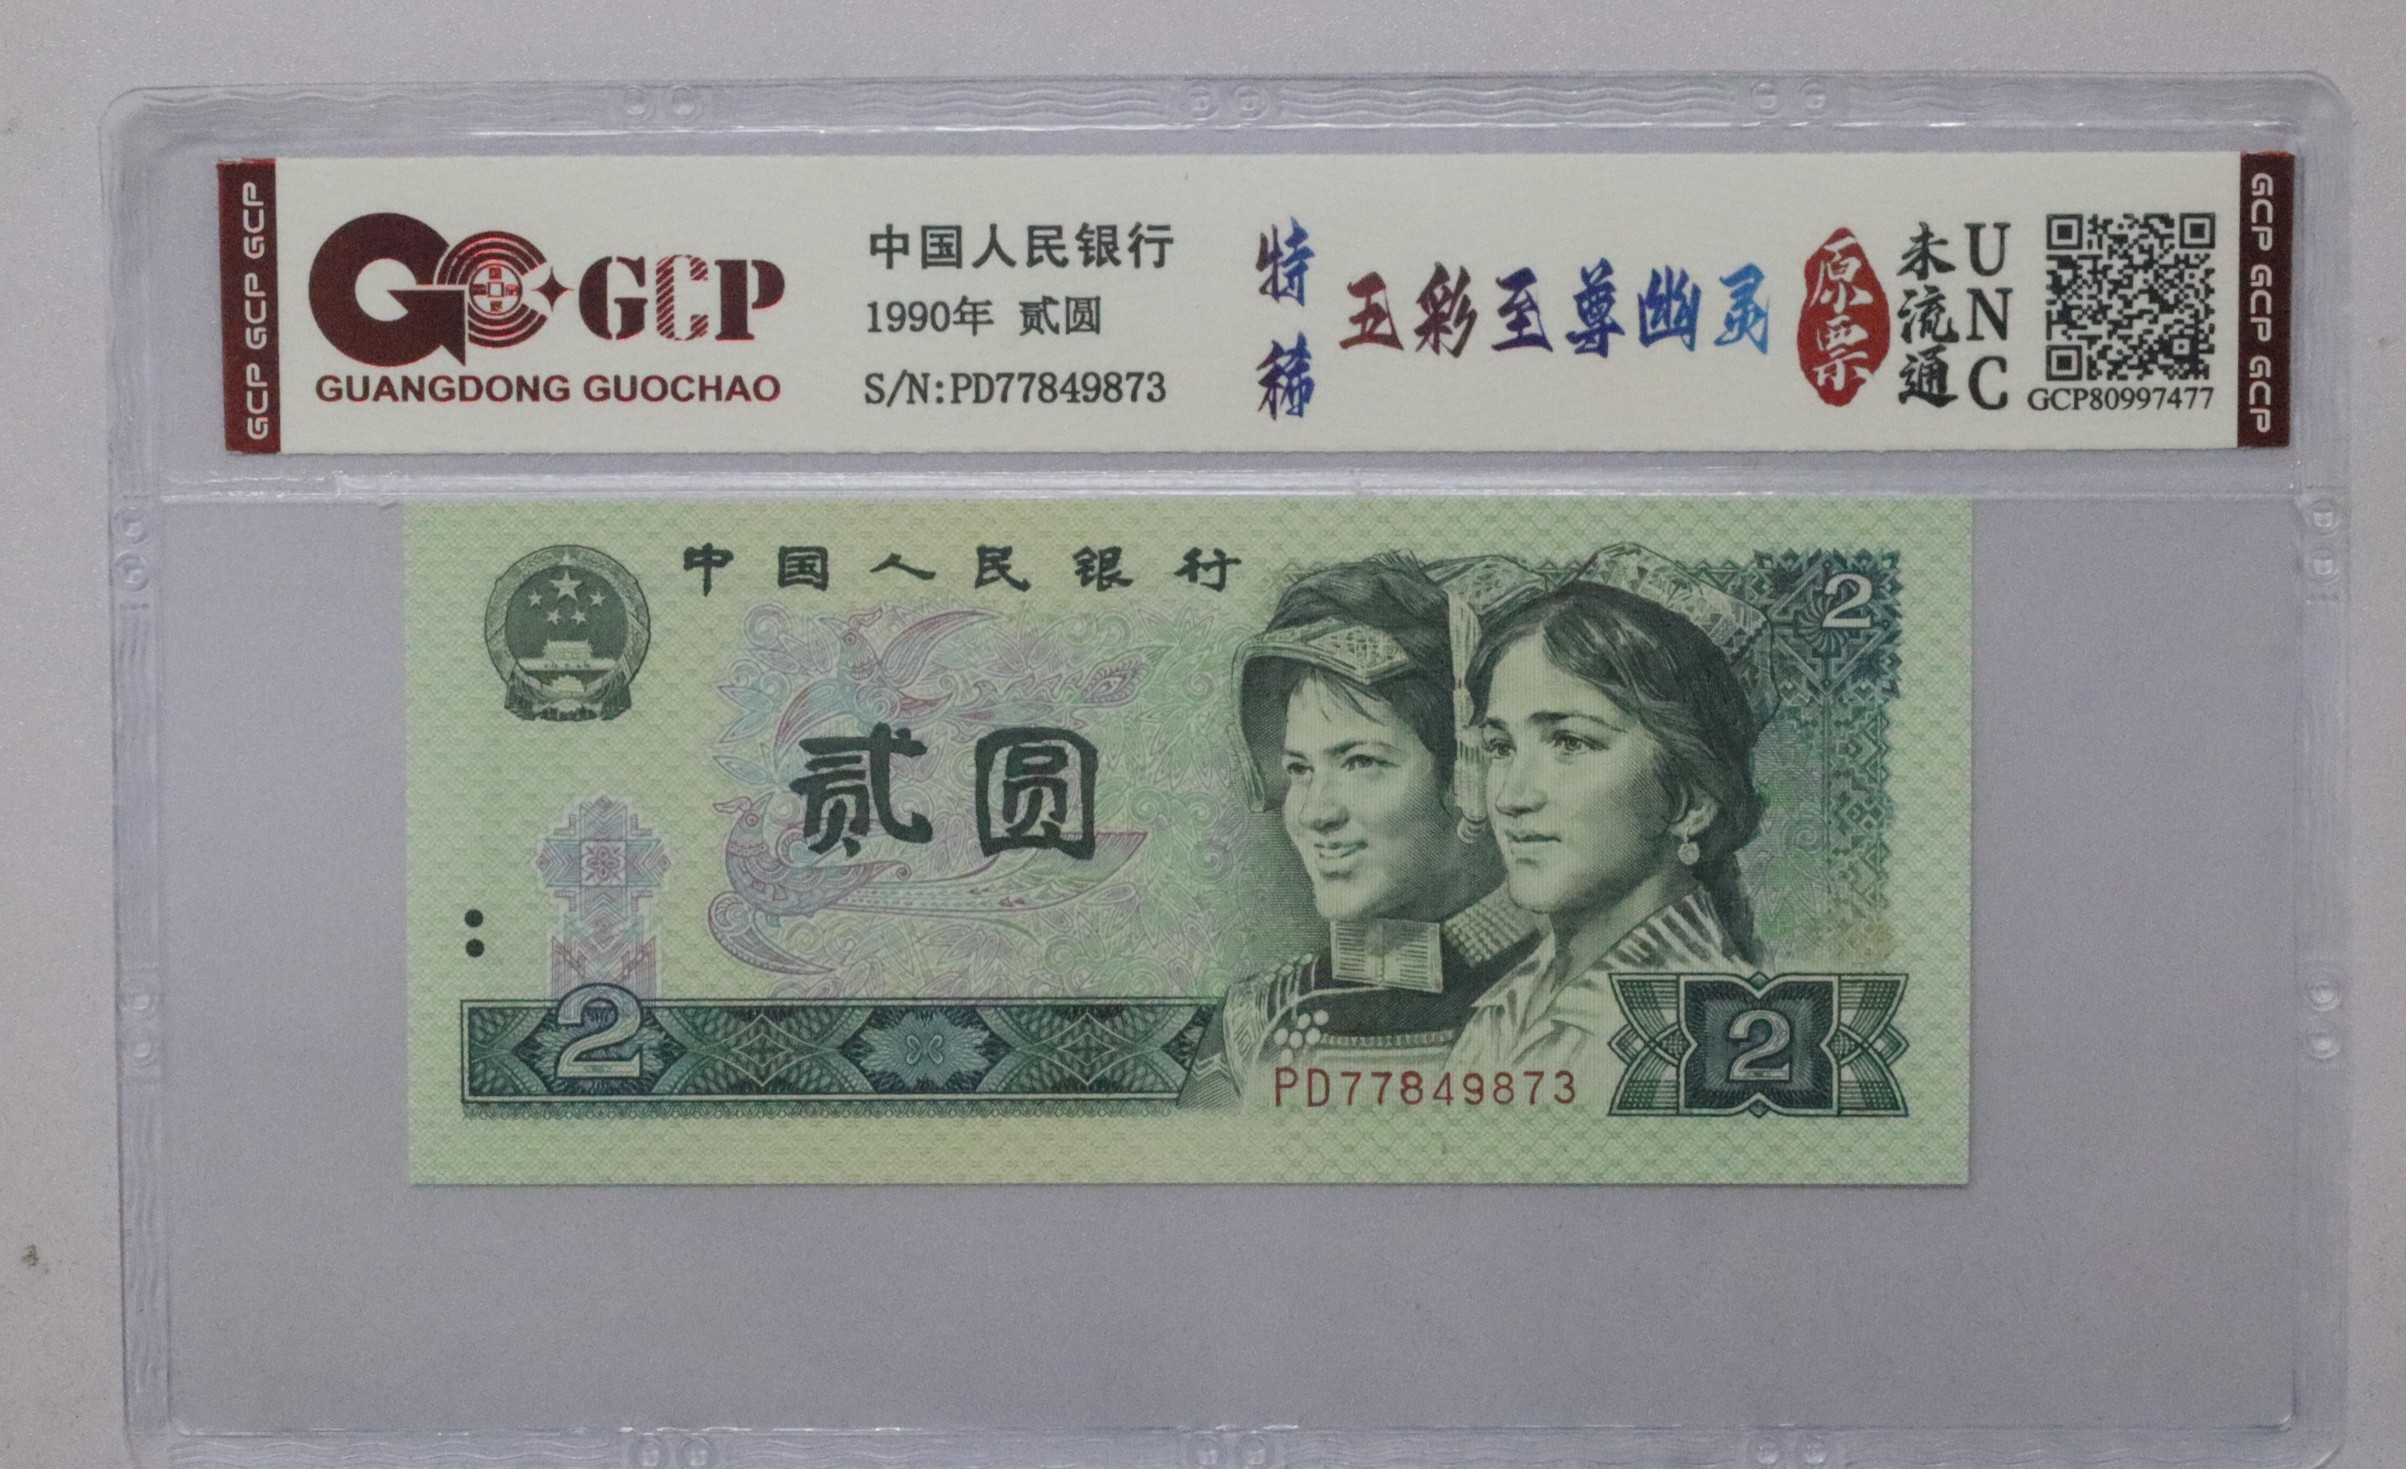 GCP GCP GCP
GCP
GUANGDONG GUOCHAO
中国人民银行
1990年 贰圆
S/N:PD77849873
特稀
五彩至尊幽灵
原票
未流通
UNC
GCP80997477
GCP GCP GCP
中国人民银行
2
贰圆
2
PD77849873
2